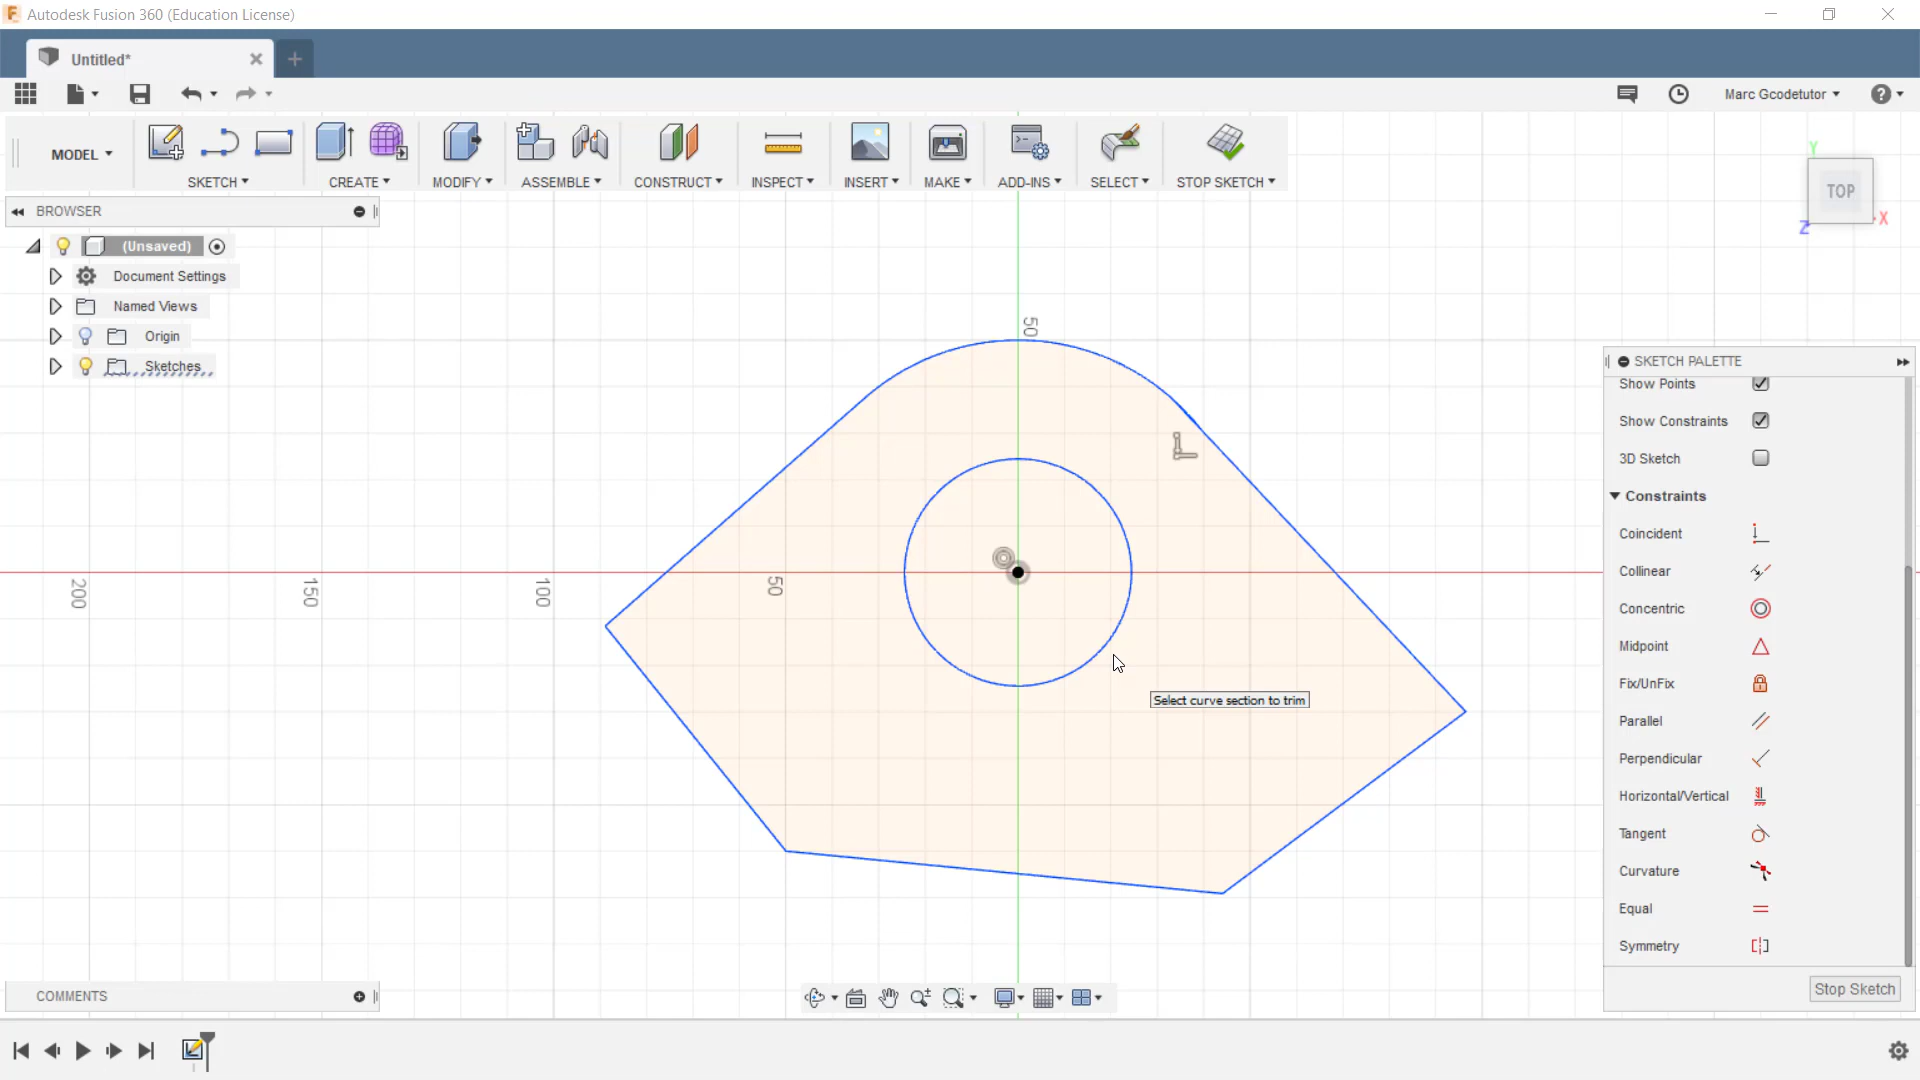 Autodesk Fusion 360 (Education License)
Untitled*
Marc Gcodetutor
MODEL
SKETCH
CREATE
MODIFY
ASSEMBLE
CONSTRUCT
INSPECT
INSERT
MAKE
ADD-INS
SELECT
STOP SKETCH
BROWSER
(Unsaved)
Document Settings
Named Views
Origin
Sketches
Y
TOP
X
Z
50
200
150
100
50
Select curve section to trim
SKETCH PALETTE
Show Points
Show Constraints
3D Sketch
Constraints
Coincident
Collinear
Concentric
Midpoint
Fix/UnFix
Parallel
Perpendicular
Horizontal/Vertical
Tangent
Curvature
Equal
Symmetry
Stop Sketch
COMMENTS